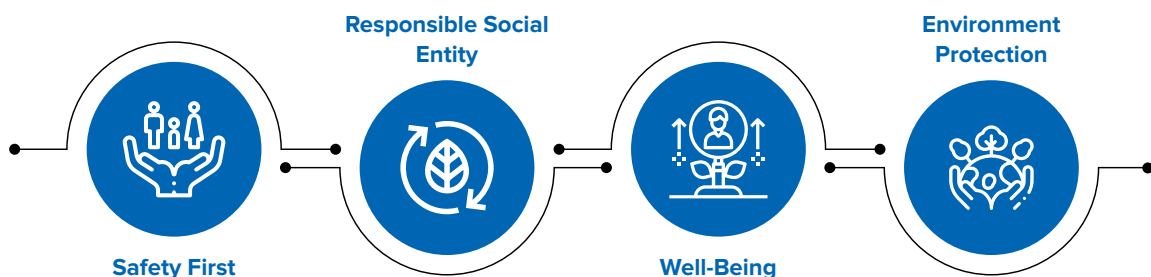 Safety First
Responsible Social
Entity
Well-Being
Environment
Protection